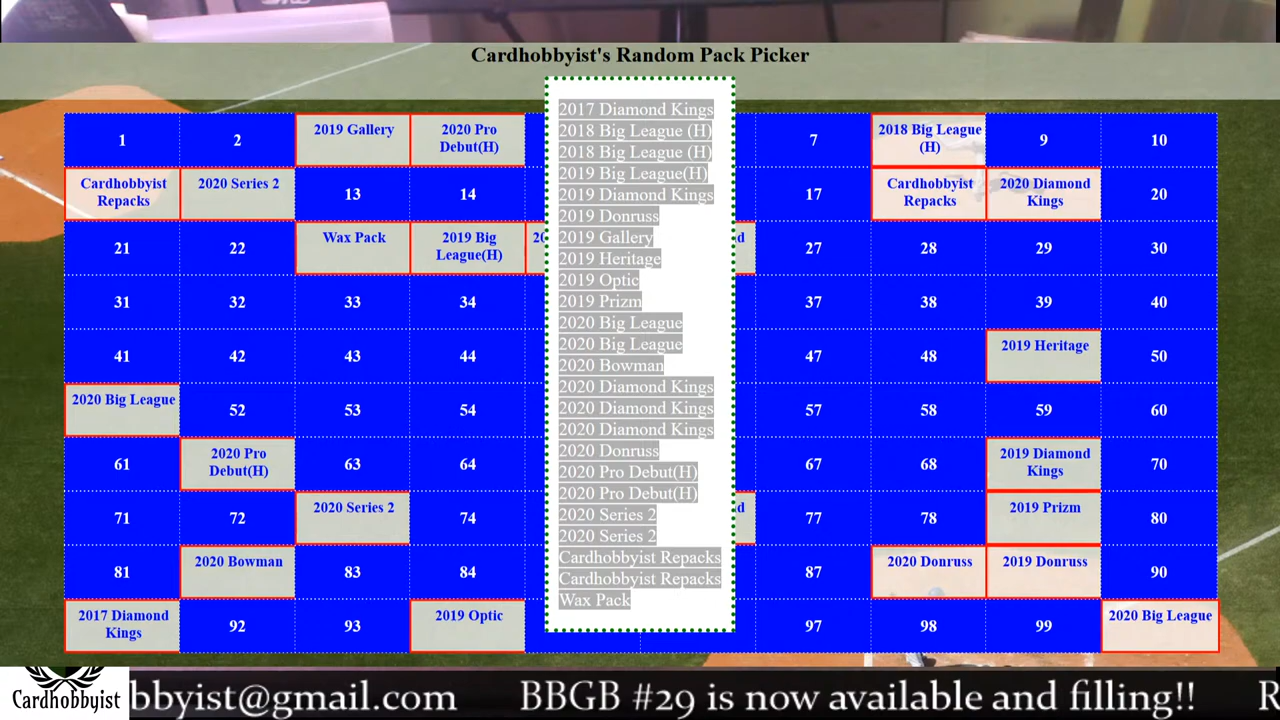 Cardhobbyist's Random Pack Picker
2017 Diamond Kings
2018 Big League (H)
2018 Big League (H)
2019 Big League(H)
2019 Diamond Kings
2019 Donruss
2019 Gallery
2019 Heritage
2019 Optic
2019 Prizm
2020 Big League
2020 Big League
2020 Bowman
2020 Diamond Kings
2020 Diamond Kings
2020 Diamond Kings
2020 Donruss
2020 Pro Debut(H)
2020 Pro Debut(H)
2020 Series 2
2020 Series 2
Cardhobbyist Repacks
Cardhobbyist Repacks
Wax Pack
1 2 2019 Gallery 2020 Pro Debut(H) 7 2018 Big League (H) 9 10
Cardhobbyist Repacks 2020 Series 2 13 14 17 Cardhobbyist Repacks 2020 Diamond Kings 20
21 22 Wax Pack 2019 Big League(H) 20 d 27 28 29 30
31 32 33 34 37 38 39 40
41 42 43 44 47 48 2019 Heritage 50
2020 Big League 52 53 54 57 58 59 60
61 2020 Pro Debut(H) 63 64 67 68 2019 Diamond Kings 70
71 72 2020 Series 2 74 d 77 78 2019 Prizm 80
81 2020 Bowman 83 84 87 2020 Donruss 2019 Donruss 90
2017 Diamond Kings 92 93 2019 Optic 97 98 99 2020 Big League
Cardhobbyist
bbyist@gmail.com BBGB #29 is now available and filling!! R